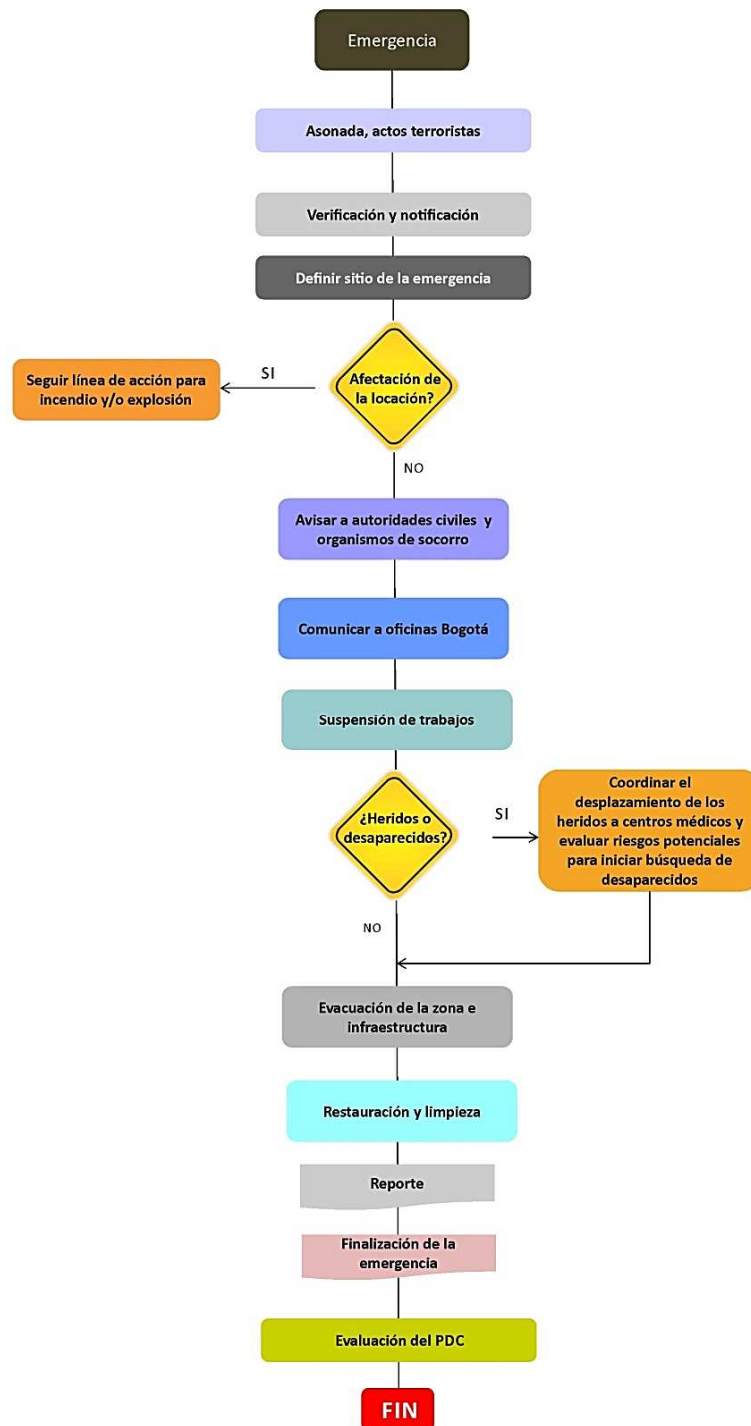 Emergencia
Asonada, actos terroristas
Verificación y notificación
Definir sitio de la emergencia
Afectación de
la locación?
SI
Seguir línea de acción para
incendio y/o explosión
NO
Avisar a autoridades civiles y
organismos de socorro
Comunicar a oficinas Bogotá
Suspensión de trabajos
¿Heridos o
desaparecidos?
SI
Coordinar el
desplazamiento de los
heridos a centros médicos y
evaluar riesgos potenciales
para iniciar búsqueda de
desaparecidos
NO
Evacuación de la zona e
infraestructura
Restauración y limpieza
Reporte
Finalización de la
emergencia
Evaluación del PDC
FIN